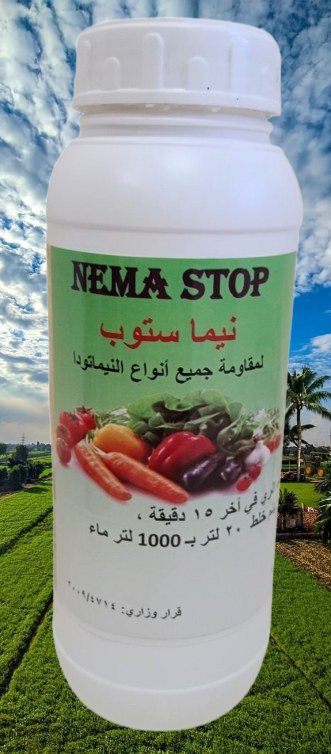 NEMA STOP
نيما ستوب
لمقاومة جميع أنواع النيماتودا
في أخر ١٥ دقيقة ،
خلط ٢٠ لتر بـ 1000 لتر ماء
قرار وزاري: ٢٠٠٩/٤٧١٤